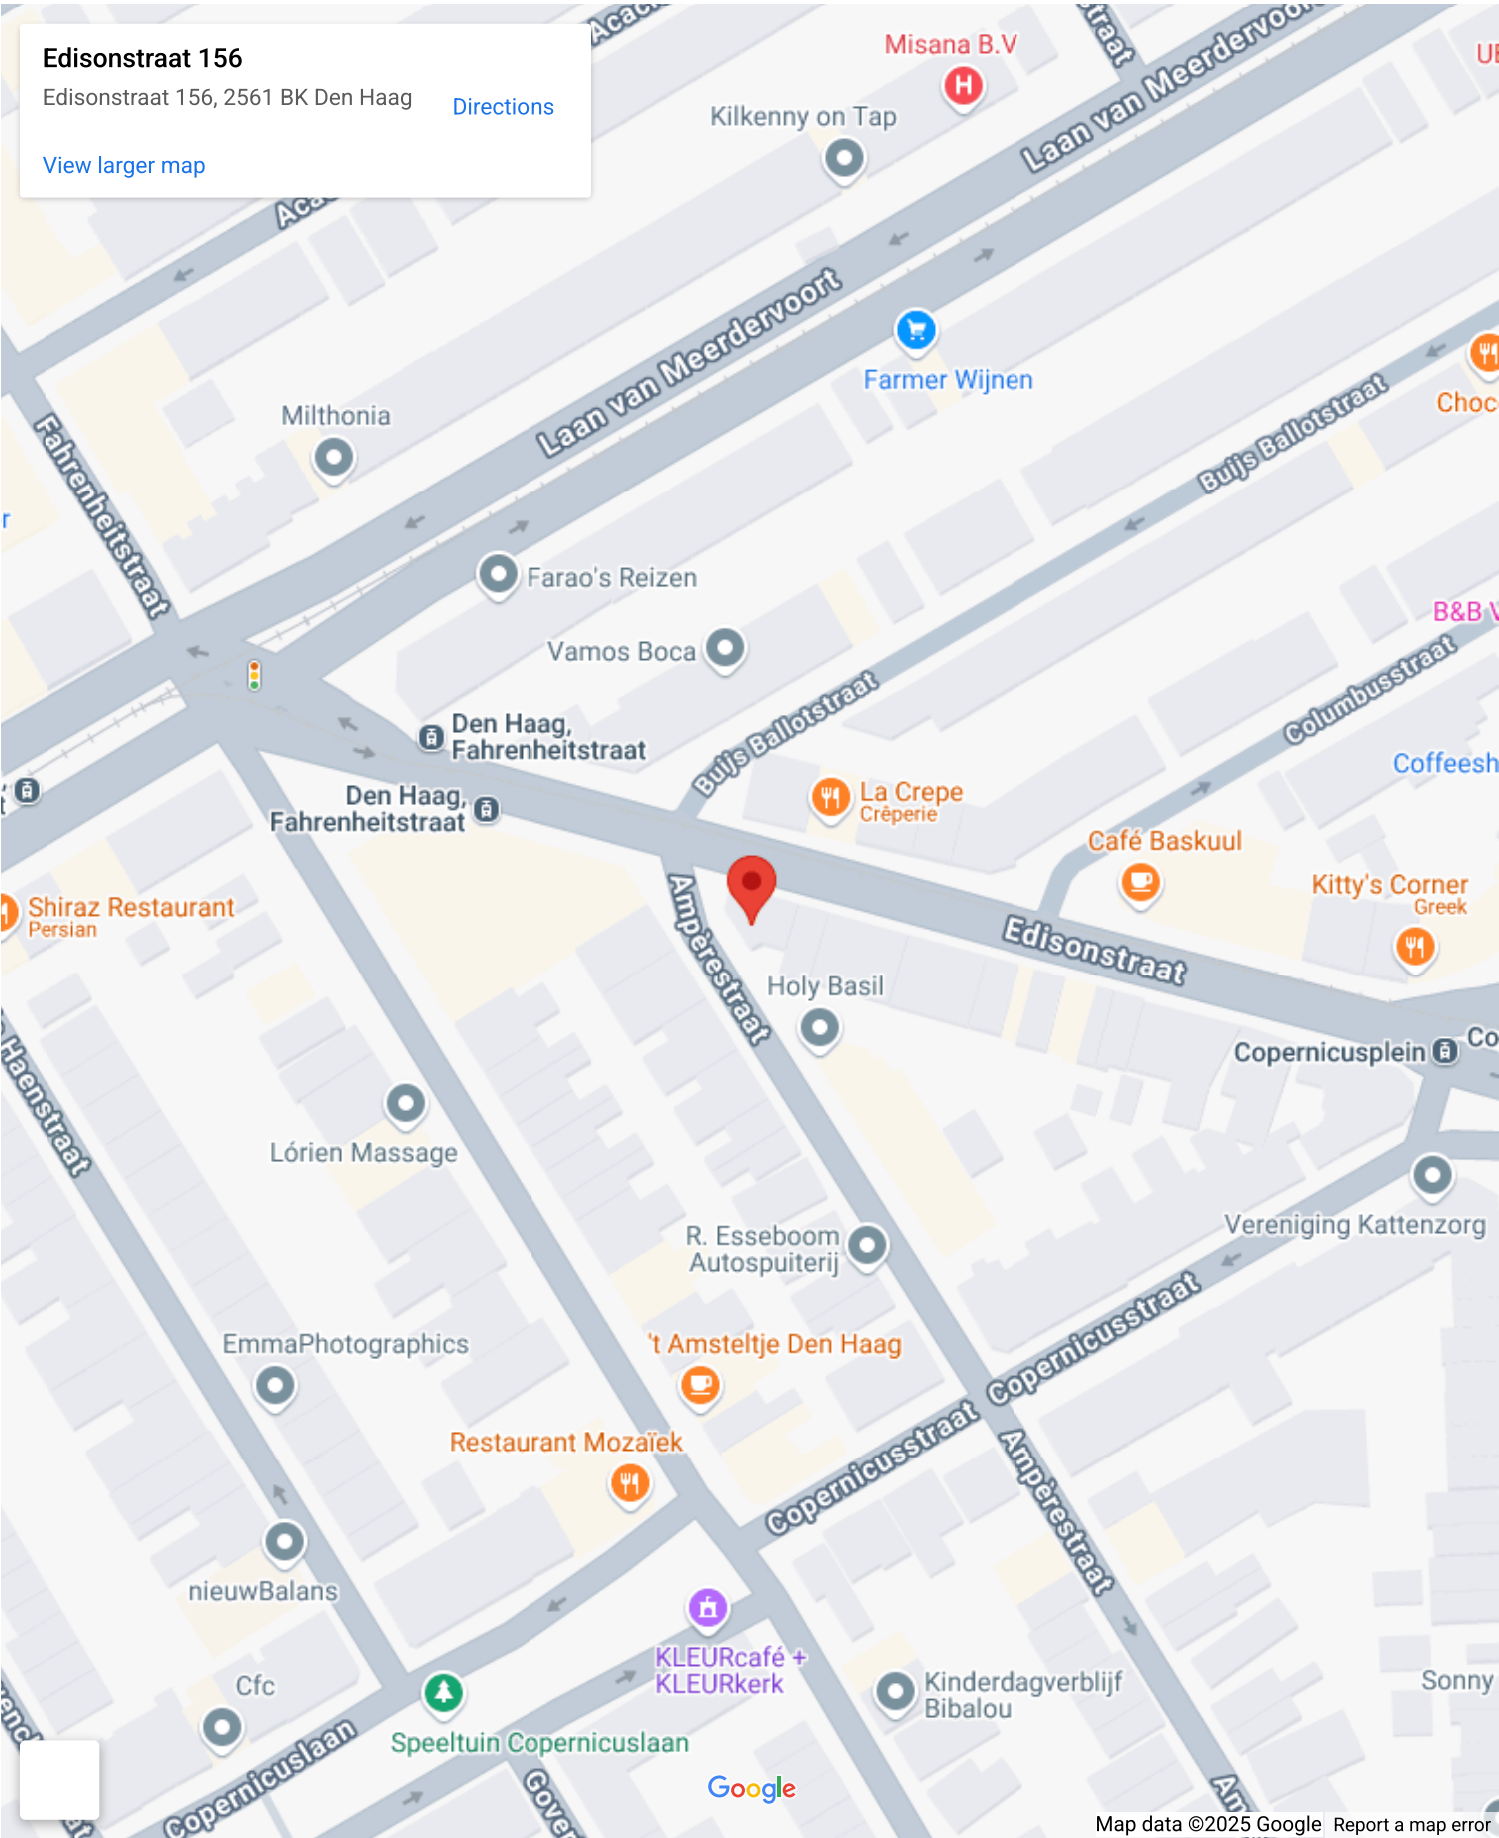 Edisonstraat 156
Edisonstraat 156, 2561 BK Den Haag
Directions
View larger map
Misana B.V
Kilkenny on Tap
Laan van Meerdervoort
straat
Laan van Meerdervoort
Farmer Wijnen
Milthonia
Fahrenheitstraat
Buijs Ballotstraat
Farao's Reizen
Vamos Boca
Den Haag,
Fahrenheitstraat
Den Haag,
Fahrenheitstraat
Buijs Ballotstraat
Columbusstraat
La Crepe
Crêperie
Café Baskuul
Kitty's Corner
Greek
Shiraz Restaurant
Persian
Ampèrestraat
Edisonstraat
Holy Basil
Copernicusplein
Haenstraat
Lórien Massage
Vereniging Kattenzorg
R. Esseboom
Autospuiterij
EmmaPhotographics
't Amsteltje Den Haag
Copernicusstraat
Restaurant Mozaïek
Copernicusstraat
Ampèrestraat
nieuwBalans
KLEURcafé +
KLEURkerk
Cfc
Kinderdagverblijf
Bibalou
Sonny
Speeltuin Copernicuslaan
Copernicuslaan
Google
Map data ©2025 Google
Report a map error